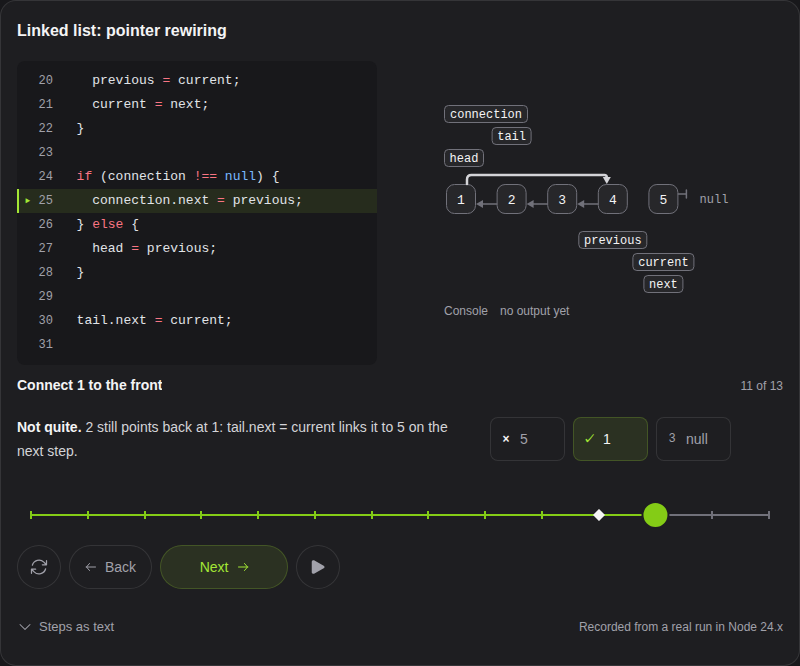 Linked list: pointer rewiring
20 previous = current;
21 current = next;
22 }
23
24 if (connection !== null) {
25 connection.next = previous;
26 } else {
27 head = previous;
28 }
29
30 tail.next = current;
31
connection
tail
head
1 2 3 4 5 null
previous
current
next
Console no output yet
Connect 1 to the front
11 of 13
Not quite. 2 still points back at 1: tail.next = current links it to 5 on the
next step.
× 5 ✓ 1 3 null
Back Next
Steps as text
Recorded from a real run in Node 24.x